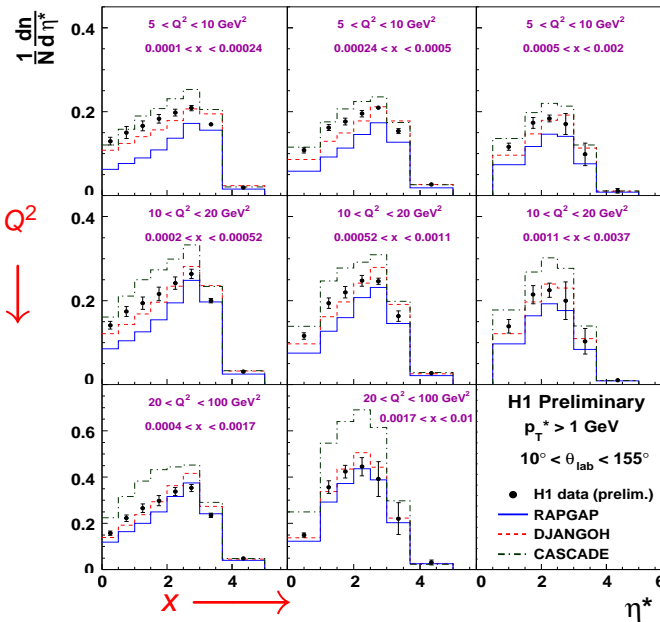 1/N dn/dη*
5 < Q² < 10 GeV²
0.0001 < x < 0.00024
5 < Q² < 10 GeV²
0.00024 < x < 0.0005
5 < Q² < 10 GeV²
0.0005 < x < 0.002
0.4
0.2
0
Q²
10 < Q² < 20 GeV²
0.0002 < x < 0.00052
10 < Q² < 20 GeV²
0.00052 < x < 0.0011
10 < Q² < 20 GeV²
0.0011 < x < 0.0037
0.4
0.2
0
20 < Q² < 100 GeV²
0.0004 < x < 0.0017
20 < Q² < 100 GeV²
0.0017 < x < 0.01
0.6
0.4
0.2
0
H1 Preliminary
p_T* > 1 GeV
10° < θ_lab < 155°
H1 data (prelim.)
RAPGAP
DJANGOH
CASCADE
0 2 4 0 2 4 0 2 4 6
x
η*